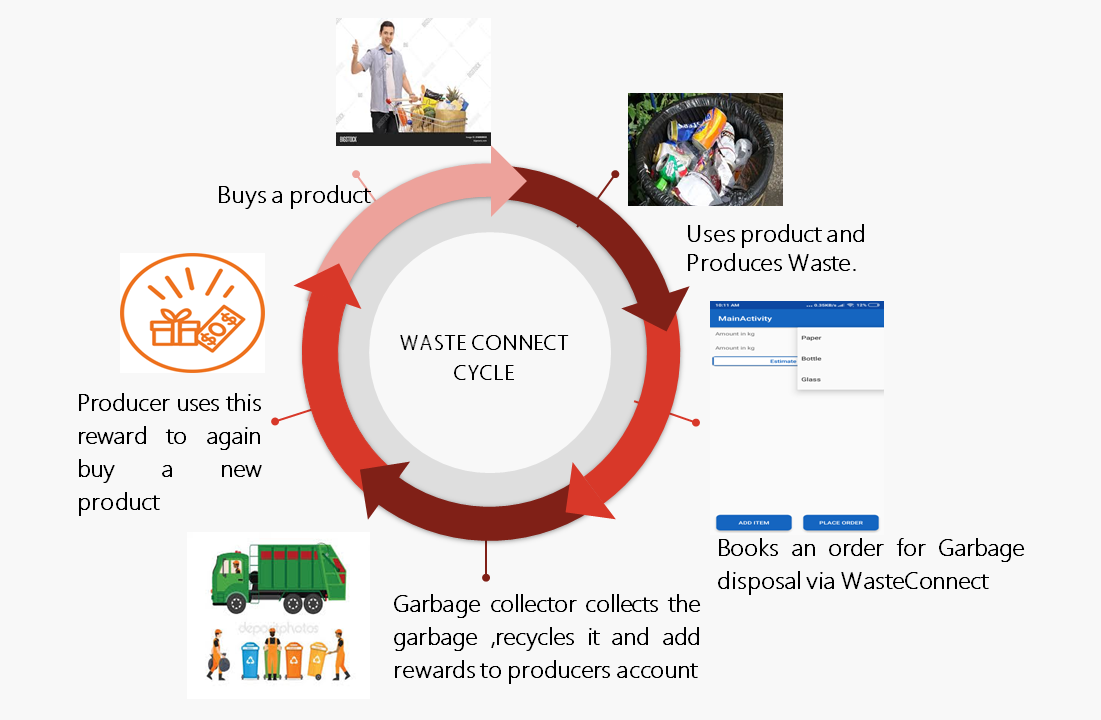 BIGSTOCK
Buys a product
Uses product and
Produces Waste.
WASTE CONNECT
CYCLE
10:11 AM
MainActivity
Amount in kg
Amount in kg
Estimate
Paper
Bottle
Glass
ADD ITEM
PLACE ORDER
Books an order for Garbage
disposal via WasteConnect
Producer uses this
reward to again
buy a new
product
depositphotos
Garbage collector collects the
garbage ,recycles it and add
rewards to producers account